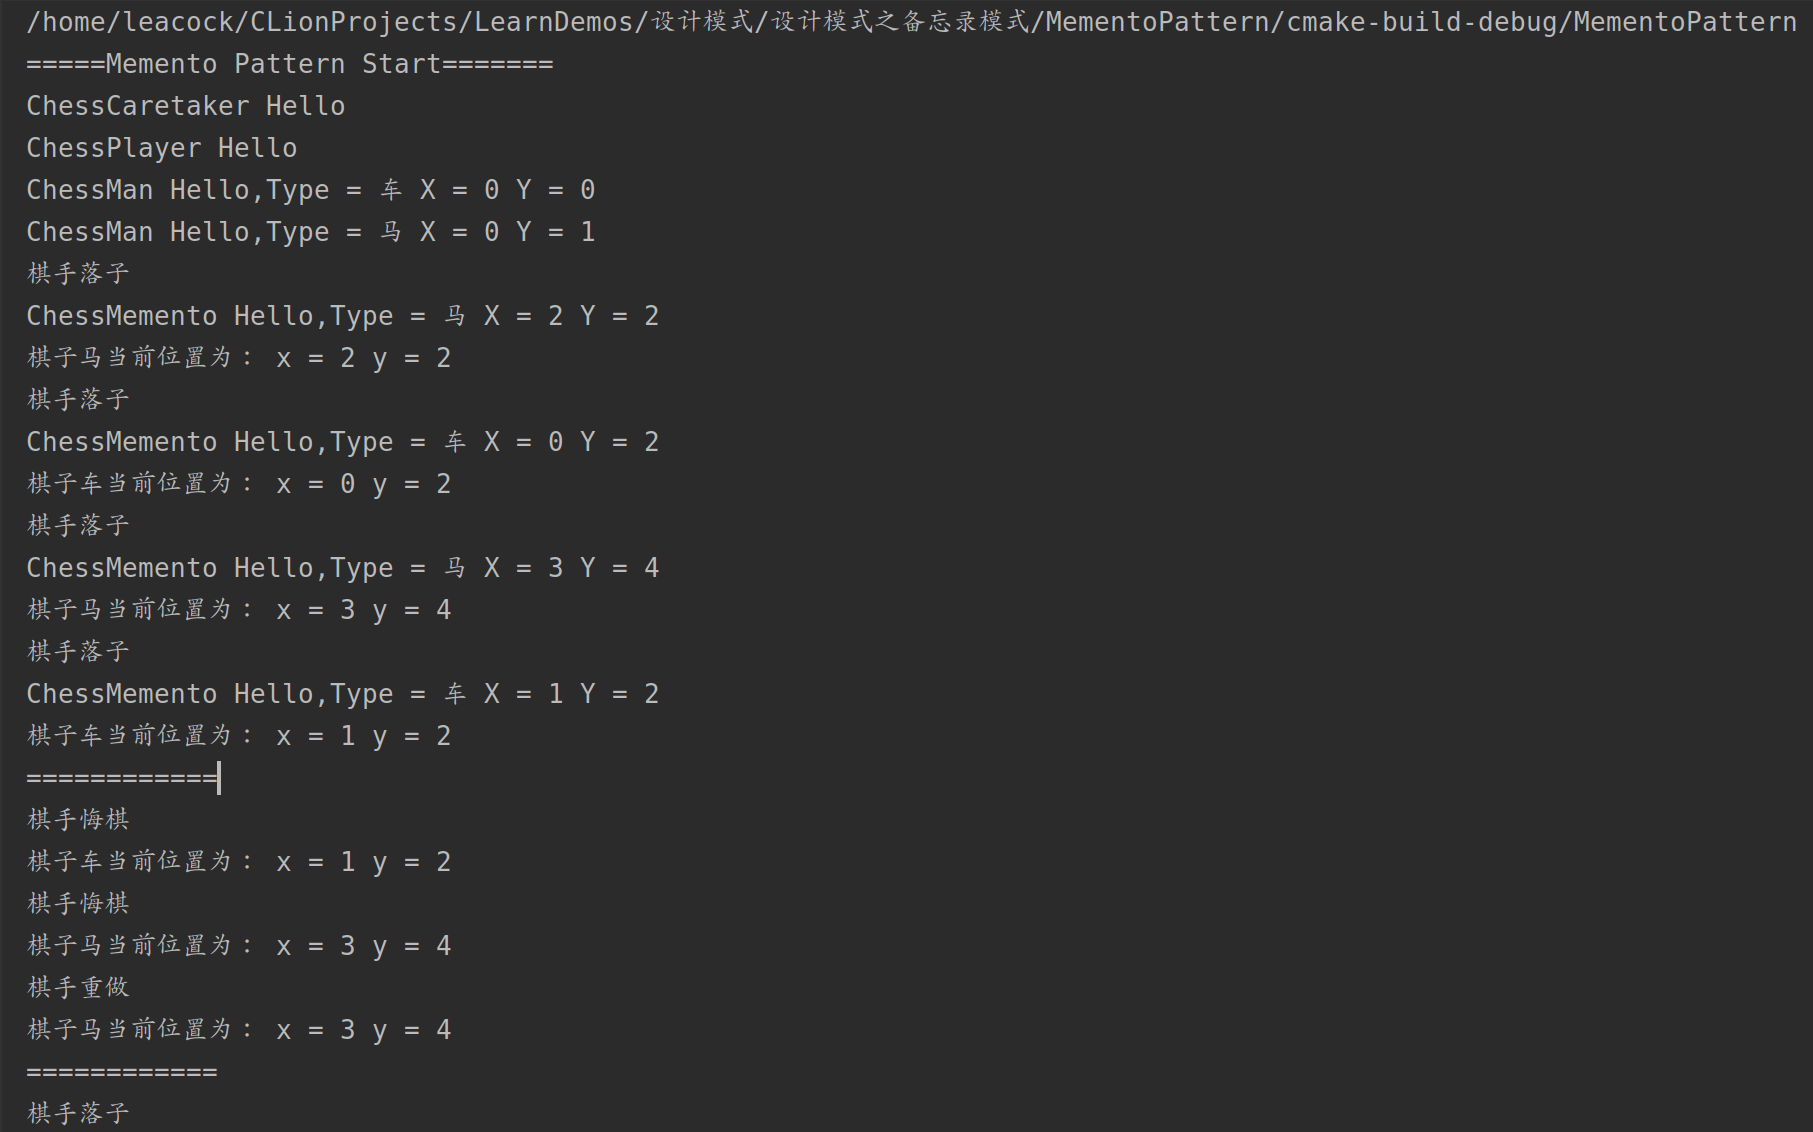 /home/leacock/CLionProjects/LearnDemos/设计模式/设计模式之备忘录模式/MementoPattern/cmake-build-debug/MementoPattern
=====Memento Pattern Start=======
ChessCaretaker Hello
ChessPlayer Hello
ChessMan Hello,Type = 车 X = 0 Y = 0
ChessMan Hello,Type = 马 X = 0 Y = 1
棋手落子
ChessMemento Hello,Type = 马 X = 2 Y = 2
棋子马当前位置为： x = 2 y = 2
棋手落子
ChessMemento Hello,Type = 车 X = 0 Y = 2
棋子车当前位置为： x = 0 y = 2
棋手落子
ChessMemento Hello,Type = 马 X = 3 Y = 4
棋子马当前位置为： x = 3 y = 4
棋手落子
ChessMemento Hello,Type = 车 X = 1 Y = 2
棋子车当前位置为： x = 1 y = 2
============
棋手悔棋
棋子车当前位置为： x = 1 y = 2
棋手悔棋
棋子马当前位置为： x = 3 y = 4
棋手重做
棋子马当前位置为： x = 3 y = 4
============
棋手落子